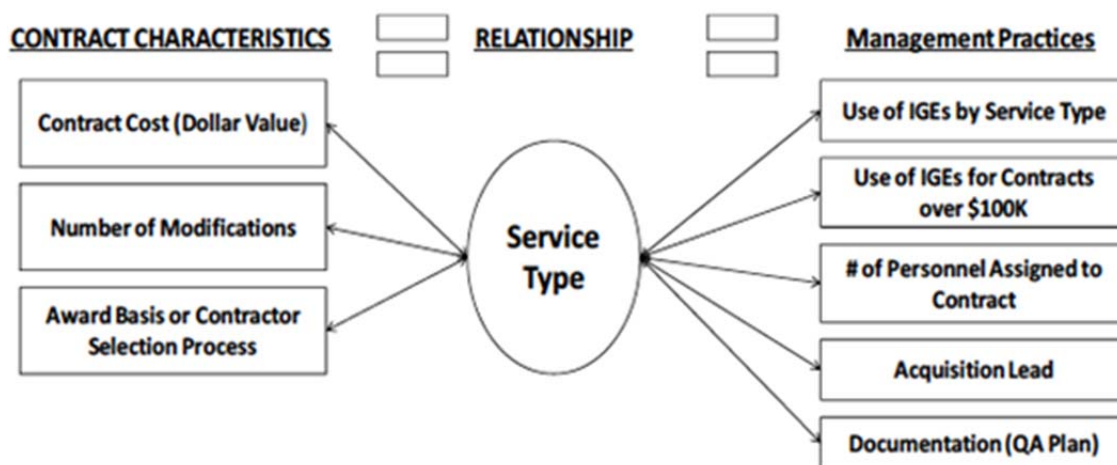 CONTRACT CHARACTERISTICS
RELATIONSHIP
Management Practices
Contract Cost (Dollar Value)
Number of Modifications
Award Basis or Contractor
Selection Process
Service
Type
Use of IGEs by Service Type
Use of IGEs for Contracts
over $100K
# of Personnel Assigned to
Contract
Acquisition Lead
Documentation (QA Plan)